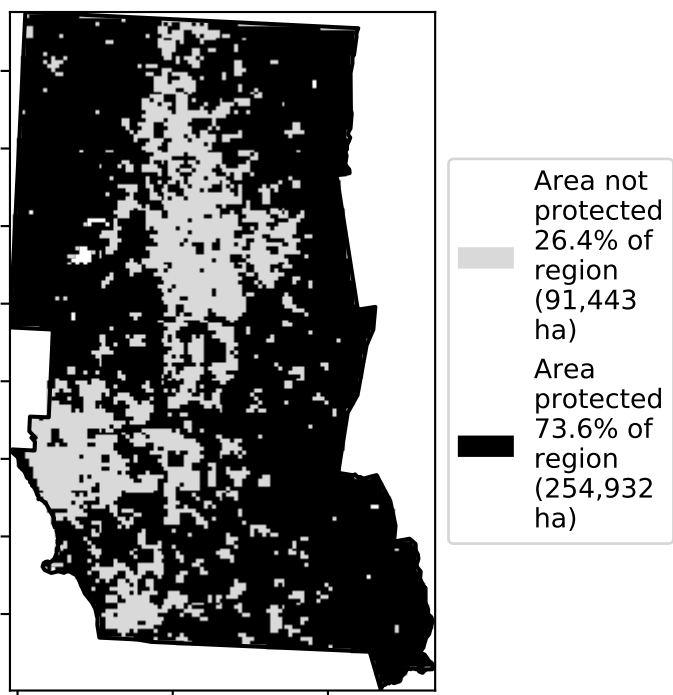 Area not
protected
26.4% of
region
(91,443
ha)
Area
protected
73.6% of
region
(254,932
ha)